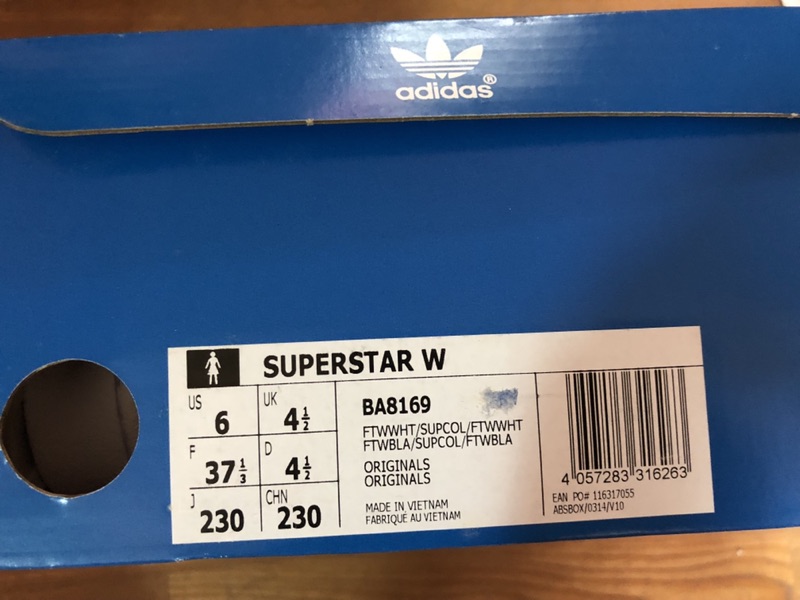 adidas®
SUPERSTAR W
US 6
UK 4½
F 37⅓
D 4½
J 230
CHN 230
BA8169
FTWWHT/SUPCOL/FTWWHT
FTWBLA/SUPCOL/FTWBLA
ORIGINALS
ORIGINALS
MADE IN VIETNAM
FABRIQUÉ AU VIETNAM
4 057283 316263
EAN PO# 116317055
ABSBOX/0314/V10